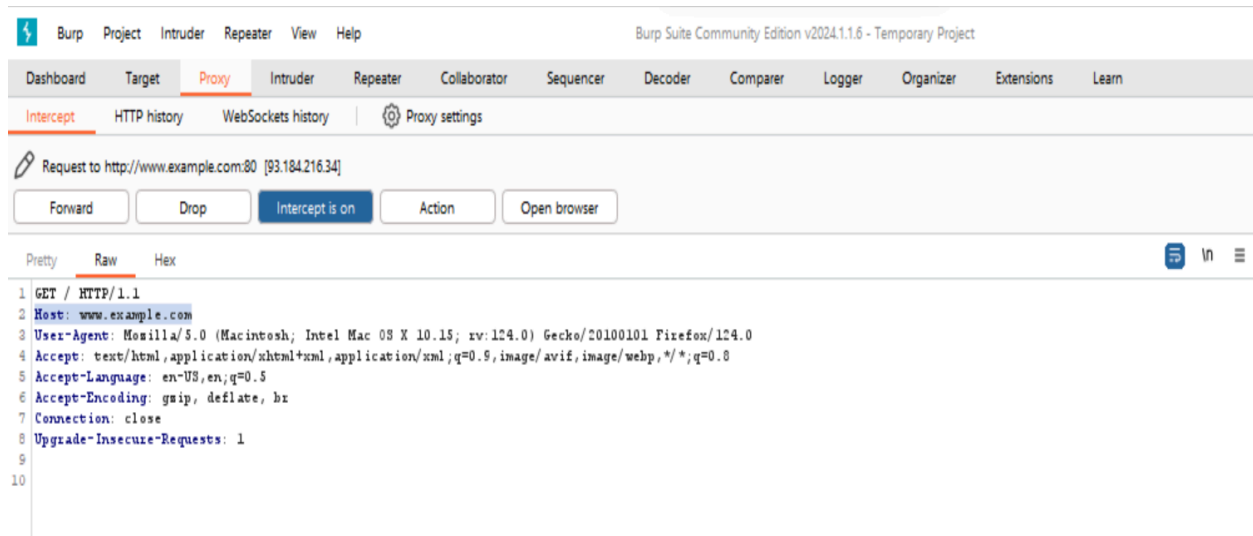 Burp Project Intruder Repeater View Help Burp Suite Community Edition v2024.1.1.6 - Temporary Project
Dashboard Target Proxy Intruder Repeater Collaborator Sequencer Decoder Comparer Logger Organizer Extensions Learn
Intercept HTTP history WebSockets history Proxy settings
Request to http://www.example.com:80 [93.184.216.34]
Forward Drop Intercept is on Action Open browser
Pretty Raw Hex \n
1 GET / HTTP/1.1
2 Host: www.example.com
3 User-Agent: Mozilla/5.0 (Macintosh; Intel Mac OS X 10.15; rv:124.0) Gecko/20100101 Firefox/124.0
4 Accept: text/html,application/xhtml+xml,application/xml;q=0.9,image/avif,image/webp,*/*;q=0.8
5 Accept-Language: en-US,en;q=0.5
6 Accept-Encoding: gzip, deflate, br
7 Connection: close
8 Upgrade-Insecure-Requests: 1
9
10